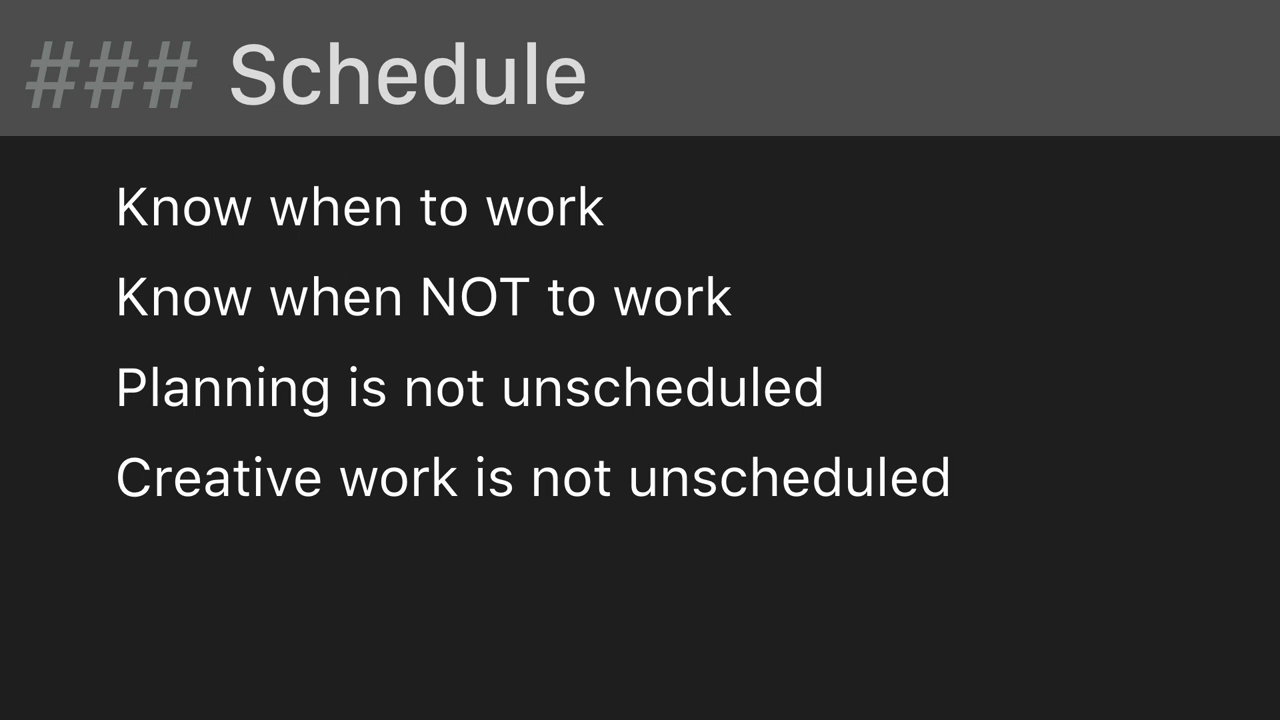 ### Schedule
Know when to work
Know when NOT to work
Planning is not unscheduled
Creative work is not unscheduled